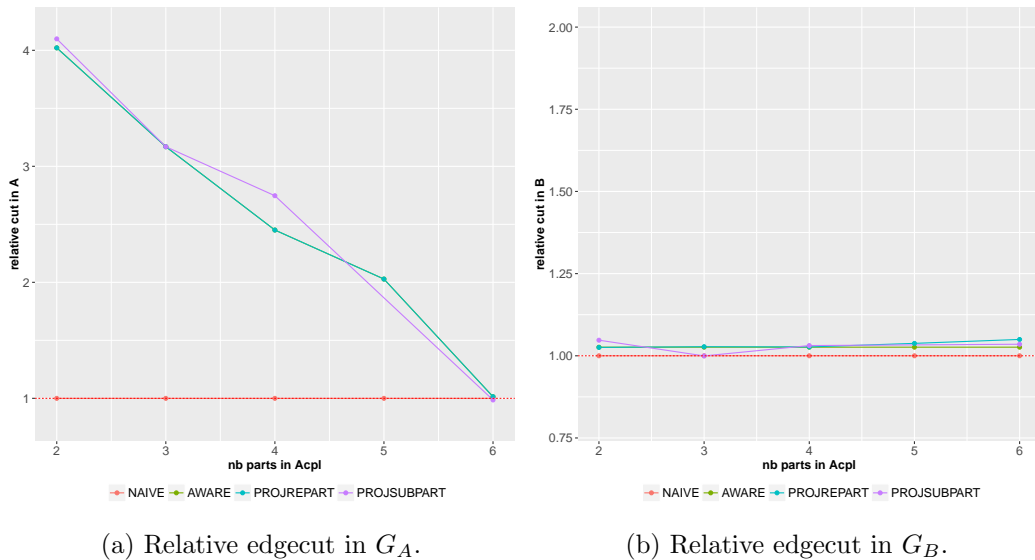 relative cut in A
4
3
2
1
2 3 4 5 6
nb parts in Acpl
NAIVE AWARE PROJREPART PROJSUBPART
(a) Relative edgecut in G_A.
relative cut in B
2.00
1.75
1.50
1.25
1.00
0.75
2 3 4 5 6
nb parts in Acpl
NAIVE AWARE PROJREPART PROJSUBPART
(b) Relative edgecut in G_B.